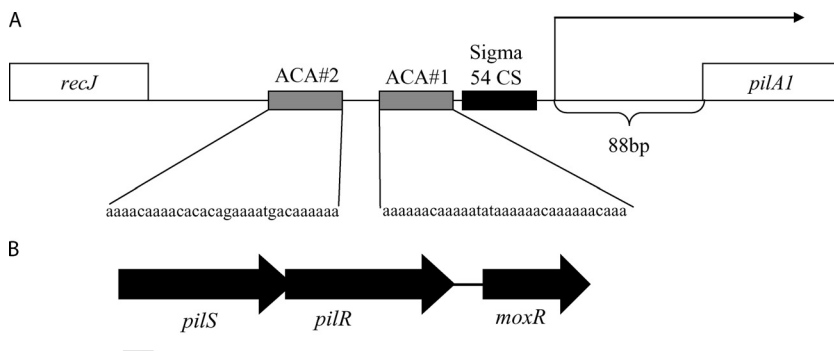 A
Sigma
54 CS
ACA#2
ACA#1
recJ
pilA1
88bp
aaaacaaaacacacagaaaatgacaaaaaa
aaaaaacaaaaatataaaaaacaaaaaacaaa
B
pilS
pilR
moxR